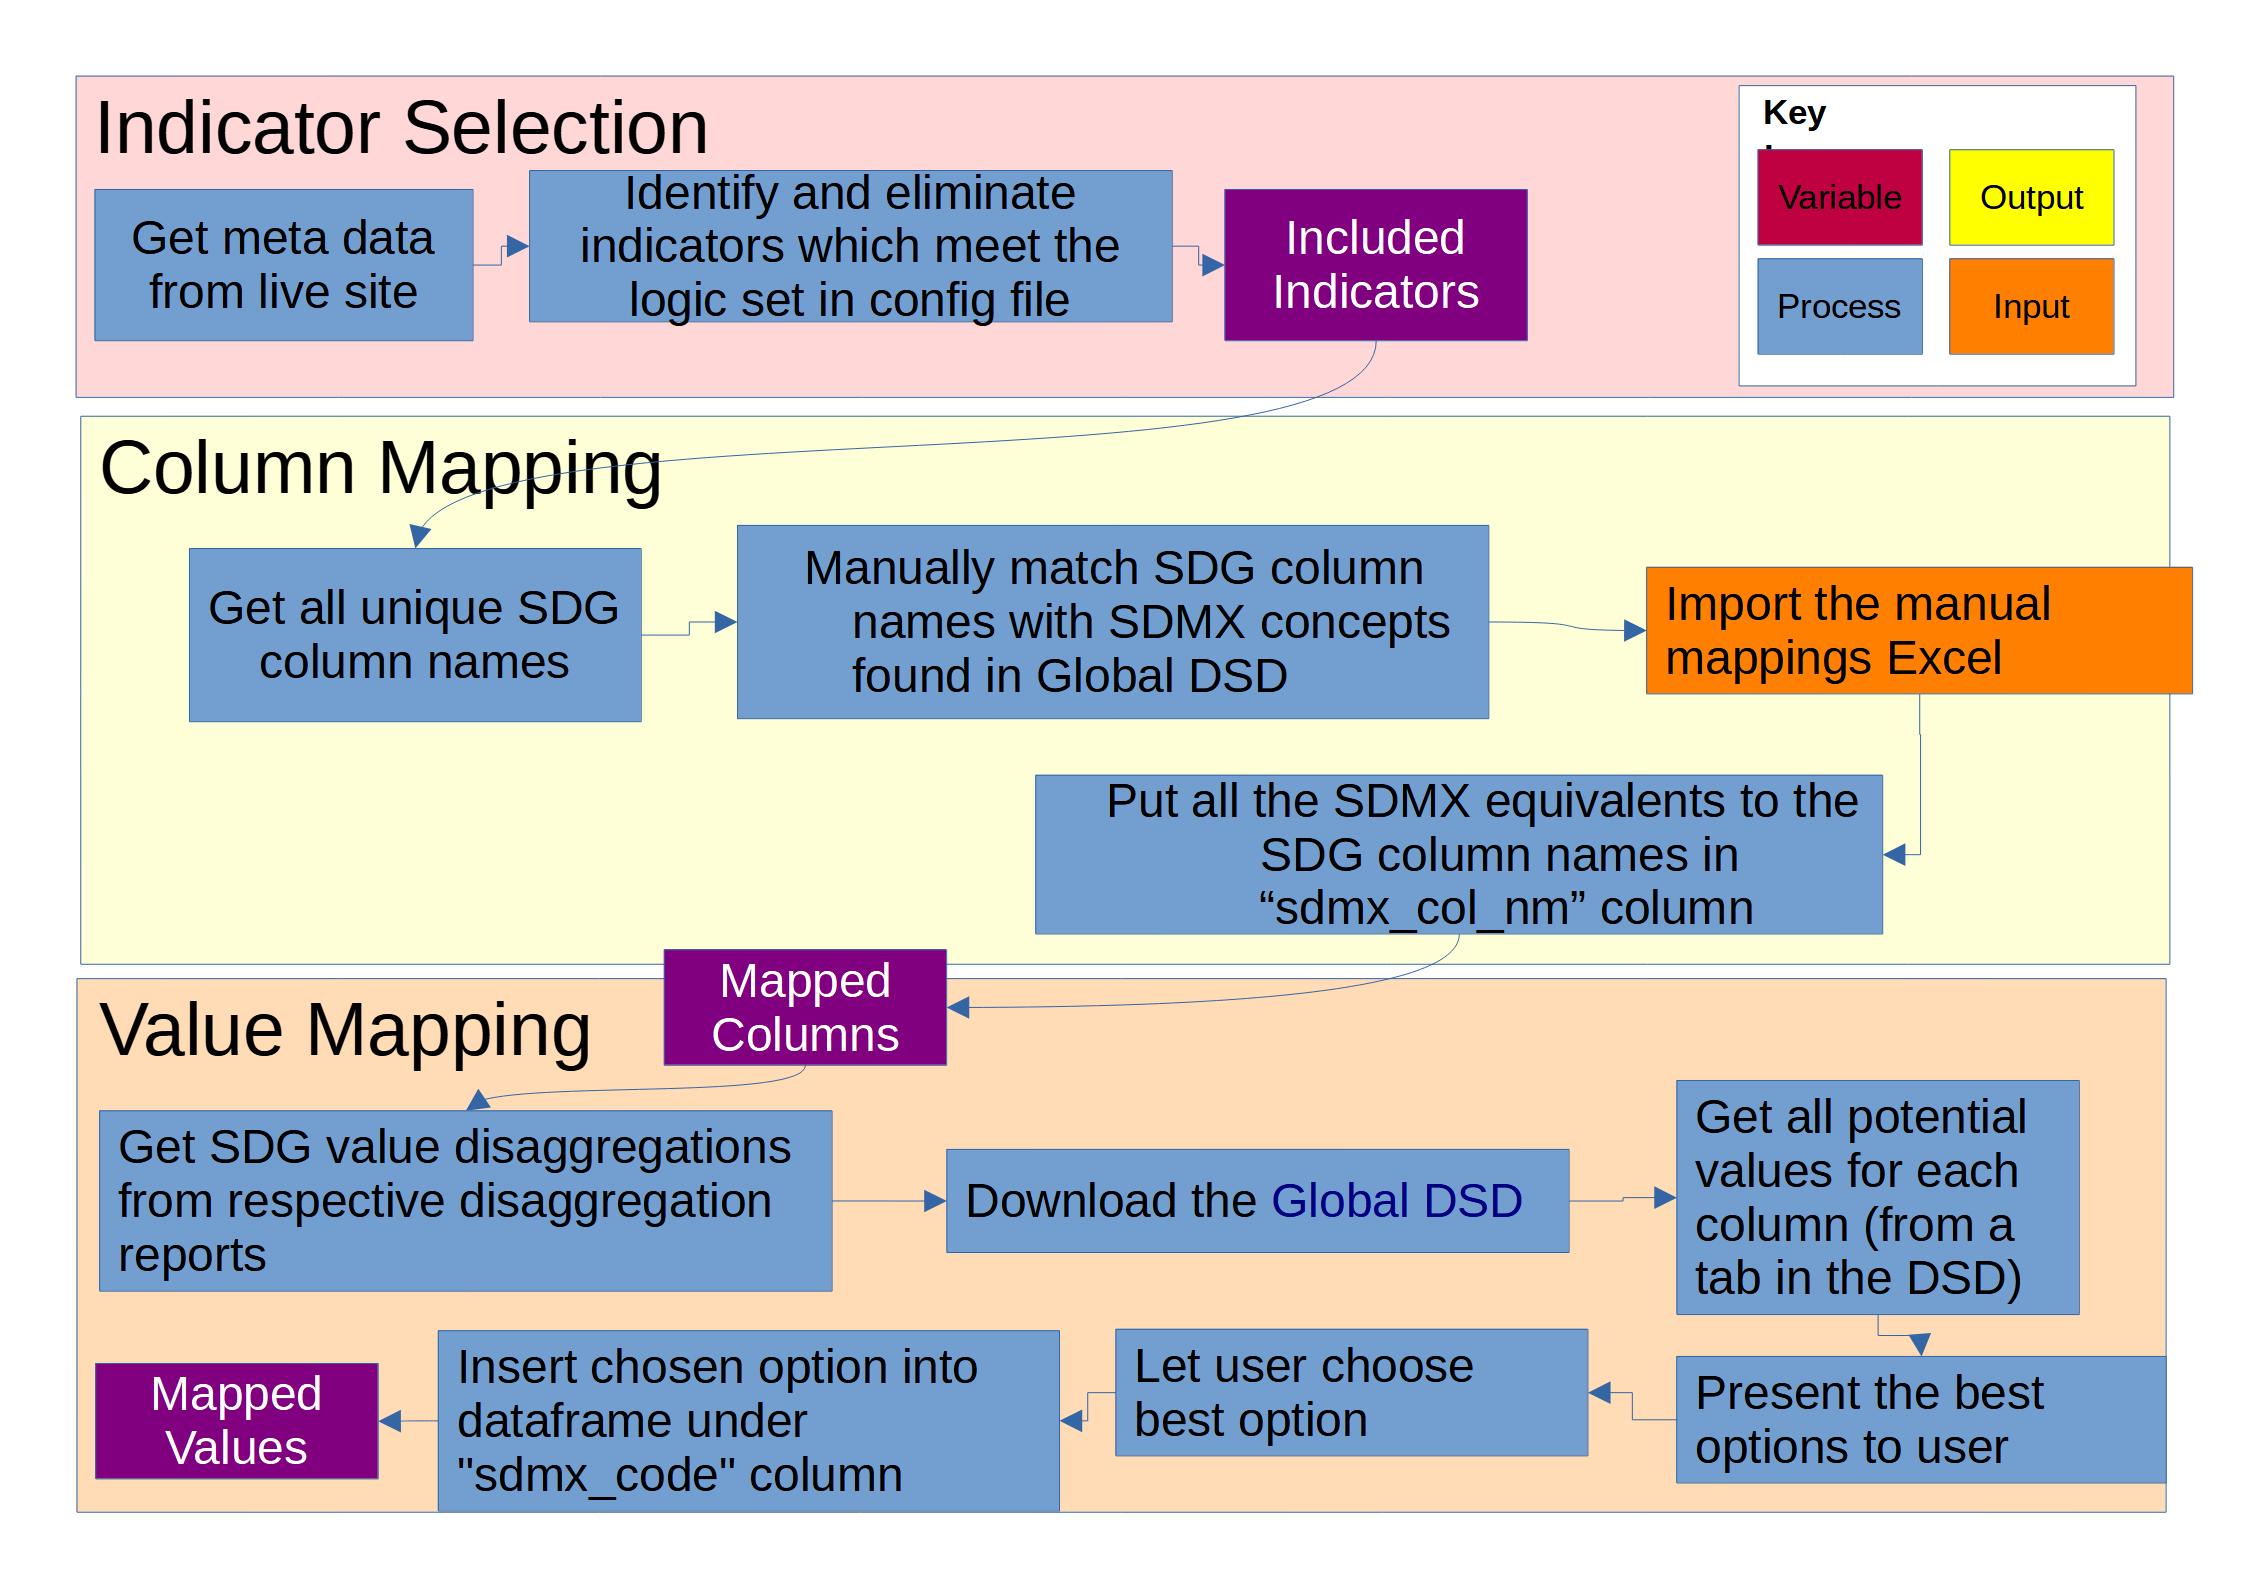 Indicator Selection
Key
Variable
Output
Process
Input
Get meta data
from live site
Identify and eliminate
indicators which meet the
logic set in config file
Included
Indicators
Column Mapping
Get all unique SDG
column names
Manually match SDG column
names with SDMX concepts
found in Global DSD
Import the manual
mappings Excel
Put all the SDMX equivalents to the
SDG column names in
“sdmx_col_nm” column
Mapped
Columns
Value Mapping
Get SDG value disaggregations
from respective disaggregation
reports
Download the Global DSD
Get all potential
values for each
column (from a
tab in the DSD)
Present the best
options to user
Let user choose
best option
Insert chosen option into
dataframe under
"sdmx_code" column
Mapped
Values